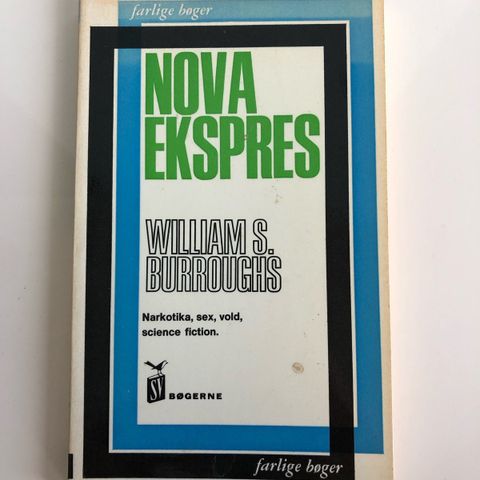 farlige bøger
NOVA
EKSPRES
WILLIAM S.
BURROUGHS
Narkotika, sex, vold,
science fiction.
SV
BØGERNE
farlige bøger